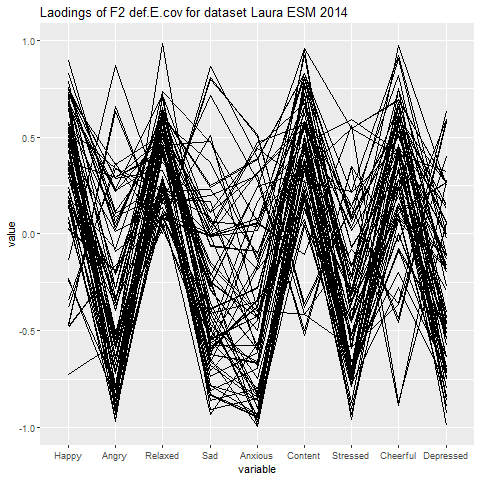 Laodings of F2 def.E.cov for dataset Laura ESM 2014
1.0
0.5
0.0
-0.5
-1.0
value
Happy Angry Relaxed Sad Anxious Content Stressed Cheerful Depressed
variable